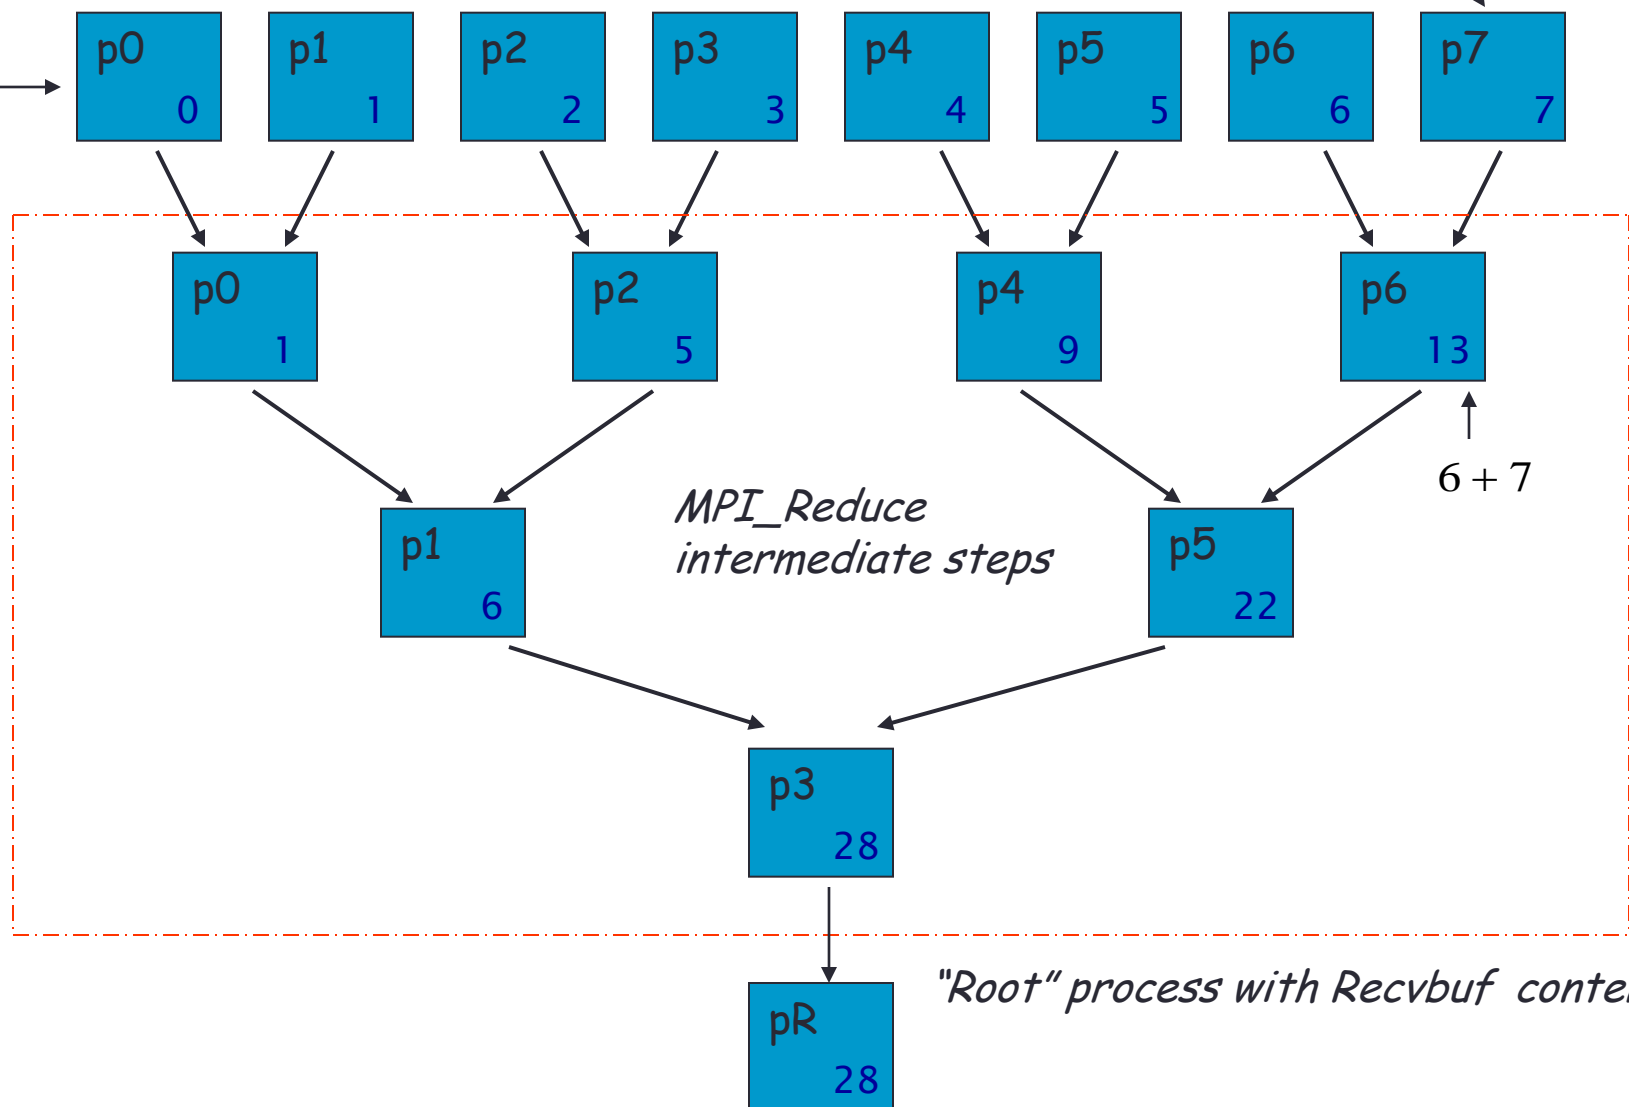 p0 p1 p2 p3 p4 p5 p6 p7
0 1 2 3 4 5 6 7
p0 p2 p4 p6
1 5 9 13
6 + 7
MPI_Reduce
intermediate steps
p1 p5
6 22
p3
28
"Root" process with Recvbuf
pR
28